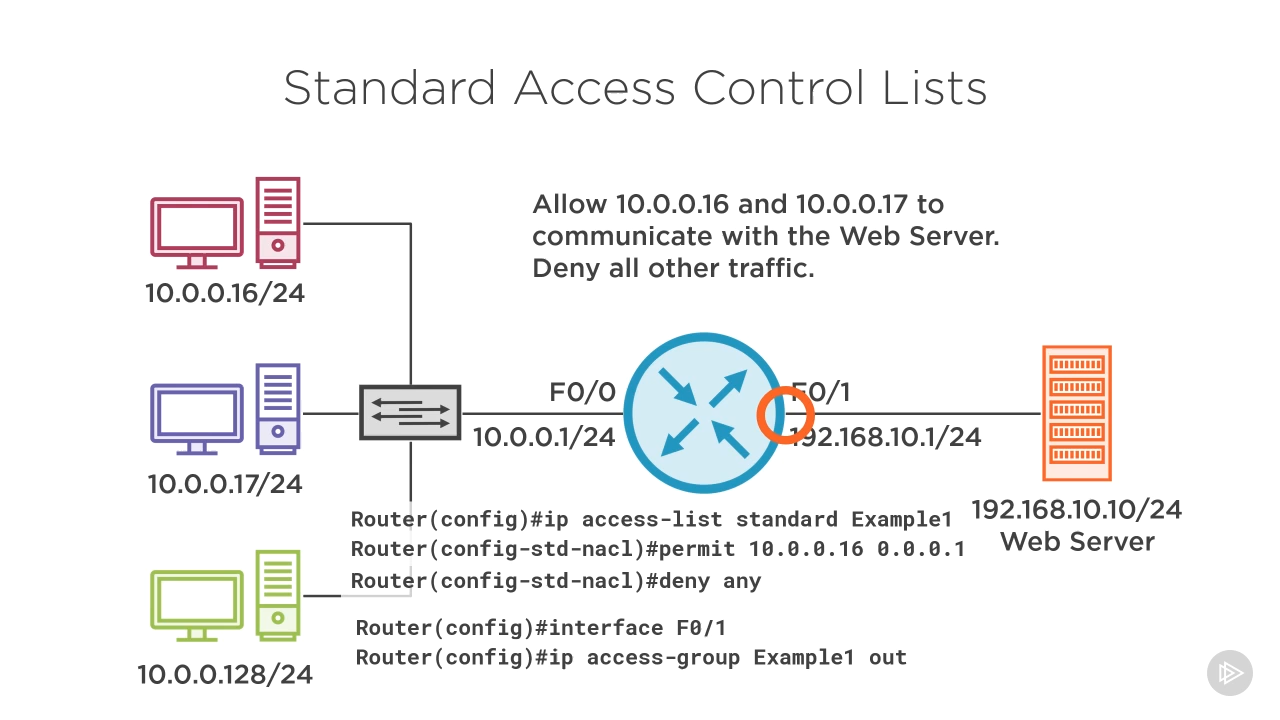 Standard Access Control Lists
Allow 10.0.0.16 and 10.0.0.17 to
communicate with the Web Server.
Deny all other traffic.
10.0.0.16/24
F0/0
F0/1
10.0.0.1/24
192.168.10.1/24
10.0.0.17/24
192.168.10.10/24
Web Server
Router(config)#ip access-list standard Example1
Router(config-std-nacl)#permit 10.0.0.16 0.0.0.1
Router(config-std-nacl)#deny any
Router(config)#interface F0/1
Router(config)#ip access-group Example1 out
10.0.0.128/24